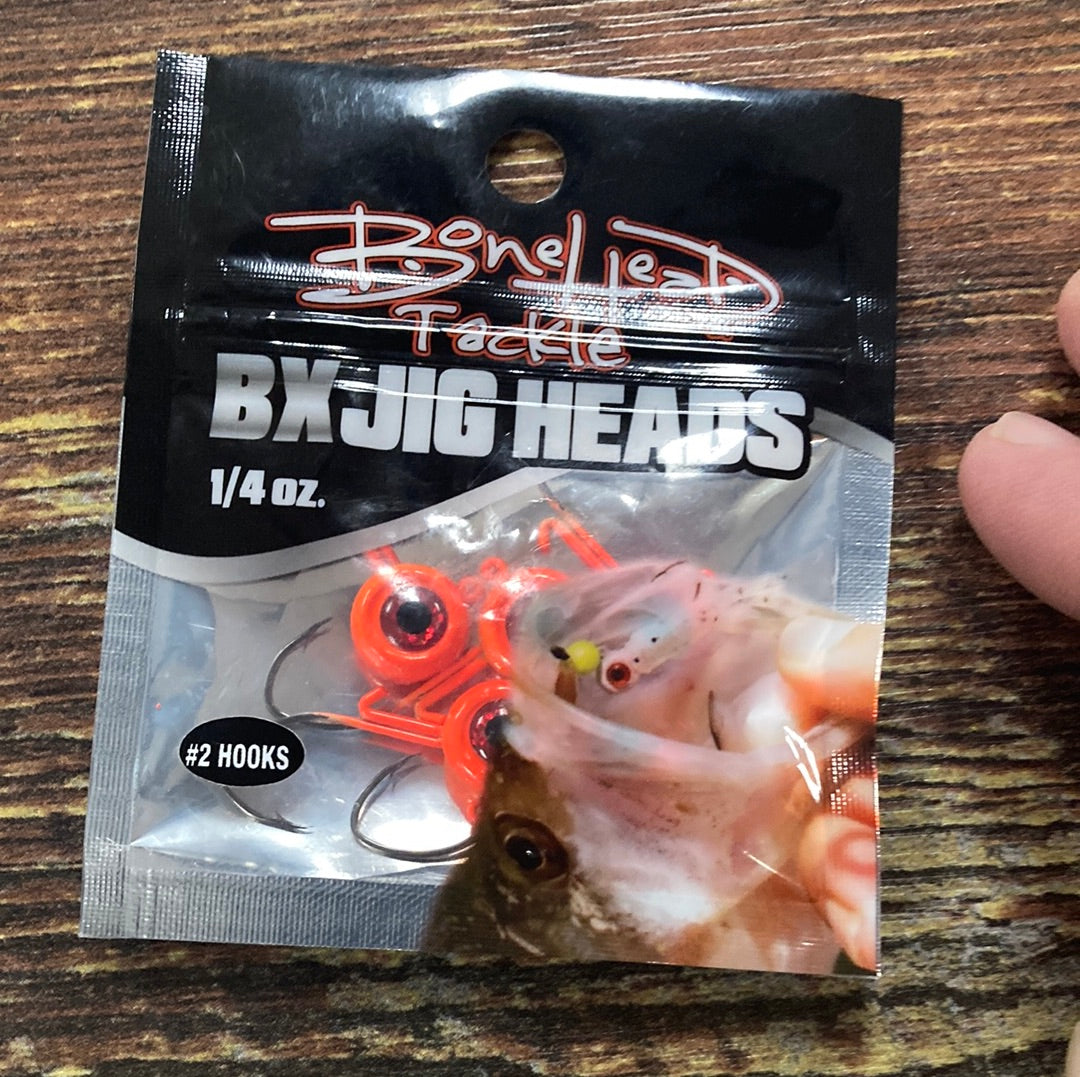 BoneHead
Tackle
BX JIG HEADS
1/4 oz.
#2 HOOKS